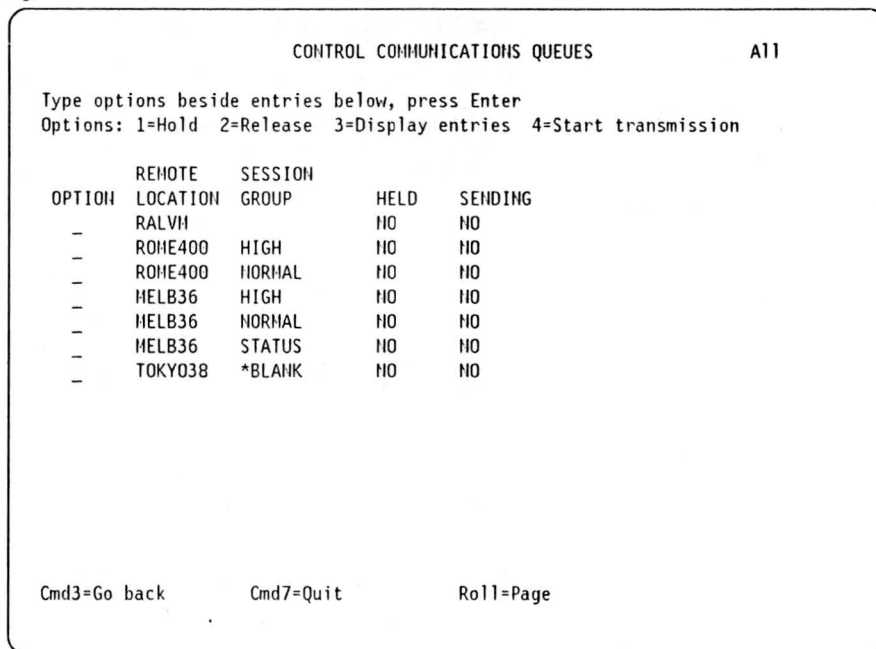 CONTROL COMMUNICATIONS QUEUES All
Type options beside entries below, press Enter
Options: 1=Hold 2=Release 3=Display entries 4=Start transmission
REMOTE SESSION
OPTION LOCATION GROUP HELD SENDING
_ RALVM NO NO
_ ROME400 HIGH NO NO
_ ROME400 NORMAL NO NO
_ MELB36 HIGH NO NO
_ MELB36 NORMAL NO NO
_ MELB36 STATUS NO NO
_ TOKYO38 *BLANK NO NO
Cmd3=Go back Cmd7=Quit Roll=Page